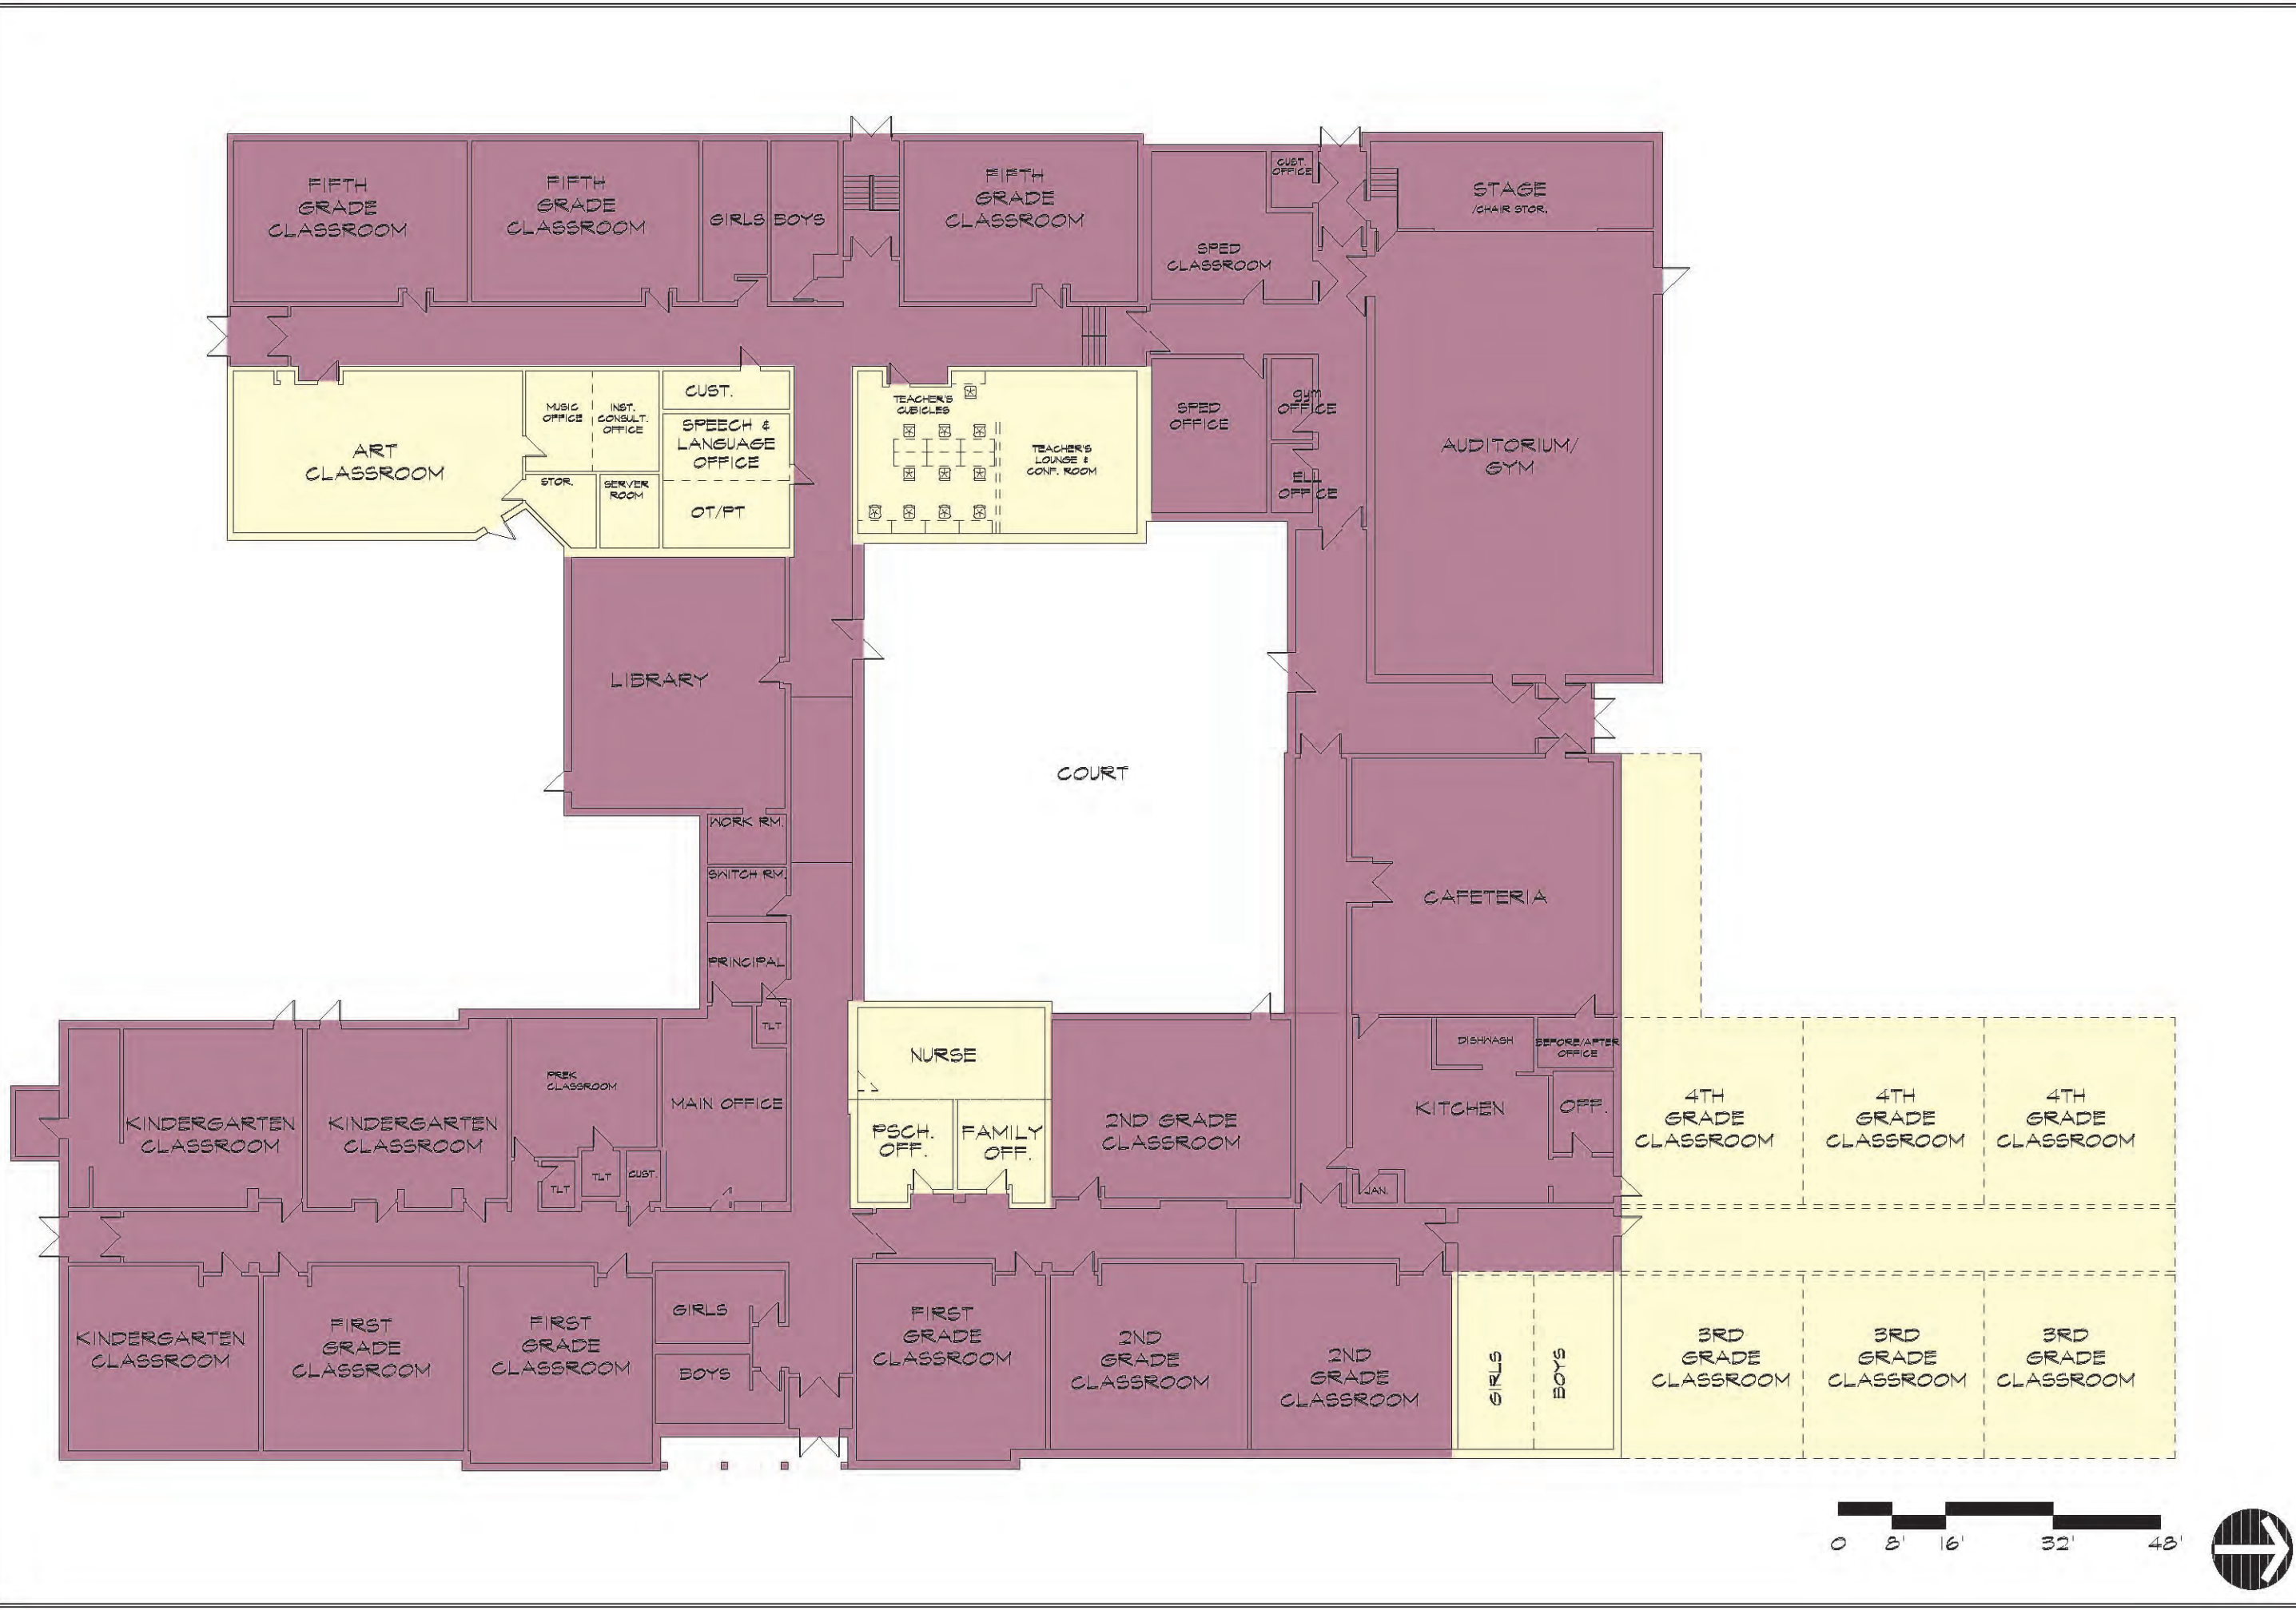 FIFTH
GRADE
CLASSROOM
FIFTH
GRADE
CLASSROOM
GIRLS
BOYS
FIFTH
GRADE
CLASSROOM
CUST.
OFFICE
SPED
CLASSROOM
STAGE
/CHAIR STOR.
ART
CLASSROOM
MUSIC
OFFICE
INST.
CONSULT.
OFFICE
CUST.
SPEECH &
LANGUAGE
OFFICE
STOR.
SERVER
ROOM
OT/PT
TEACHER'S
CUBICLES
TEACHER'S
LOUNGE &
CONF. ROOM
SPED
OFFICE
gym
OFFICE
ELL
OFFICE
AUDITORIUM/
GYM
LIBRARY
COURT
WORK RM.
SWITCH RM.
PRINCIPAL
CAFETERIA
TLT
KINDERGARTEN
CLASSROOM
KINDERGARTEN
CLASSROOM
PREK
CLASSROOM
TLT
TLT
CUST.
MAIN OFFICE
NURSE
PSCH.
OFF.
FAMILY
OFF.
2ND GRADE
CLASSROOM
DISHWASH
BEFORE/AFTER
OFFICE
KITCHEN
OFF.
JAN.
4TH
GRADE
CLASSROOM
4TH
GRADE
CLASSROOM
4TH
GRADE
CLASSROOM
KINDERGARTEN
CLASSROOM
FIRST
GRADE
CLASSROOM
FIRST
GRADE
CLASSROOM
GIRLS
BOYS
FIRST
GRADE
CLASSROOM
2ND
GRADE
CLASSROOM
2ND
GRADE
CLASSROOM
GIRLS
BOYS
3RD
GRADE
CLASSROOM
3RD
GRADE
CLASSROOM
3RD
GRADE
CLASSROOM
0 8' 16' 32' 48'